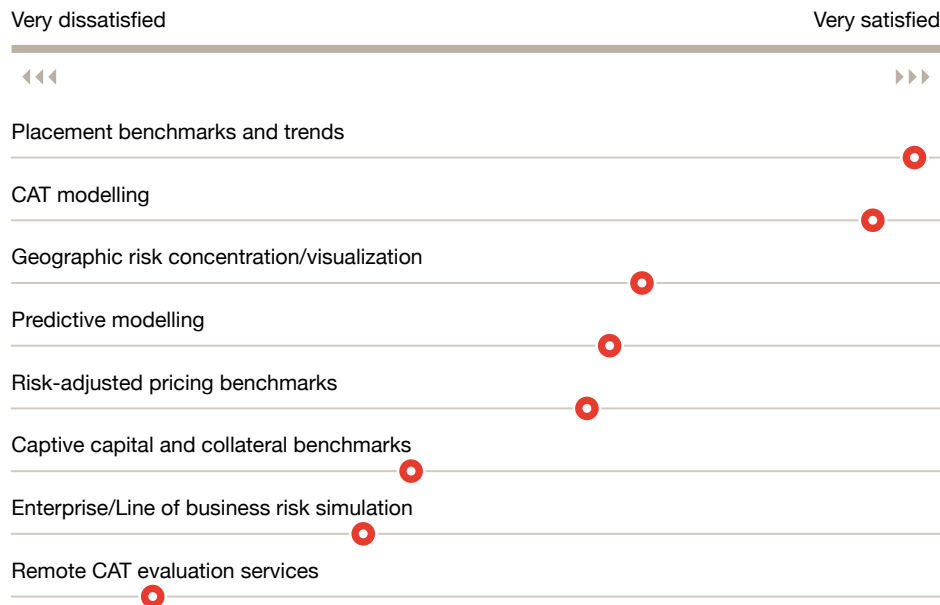 Very dissatisfied Very satisfied
Placement benchmarks and trends
CAT modelling
Geographic risk concentration/visualization
Predictive modelling
Risk-adjusted pricing benchmarks
Captive capital and collateral benchmarks
Enterprise/Line of business risk simulation
Remote CAT evaluation services